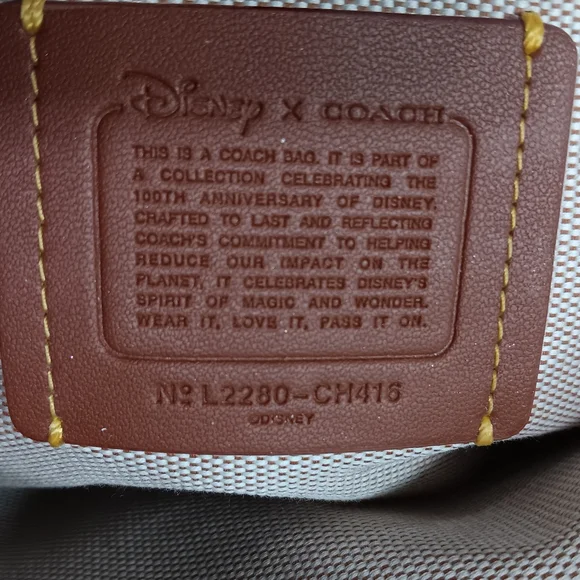 Disney X COACH
THIS IS A COACH BAG. IT IS PART OF
A COLLECTION CELEBRATING THE
100TH ANNIVERSARY OF DISNEY.
CRAFTED TO LAST AND REFLECTING
COACH'S COMMITMENT TO HELPING
REDUCE OUR IMPACT ON THE
PLANET, IT CELEBRATES DISNEY'S
SPIRIT OF MAGIC AND WONDER.
WEAR IT, LOVE IT, PASS IT ON.
Nº L2280-CH416
©DISNEY